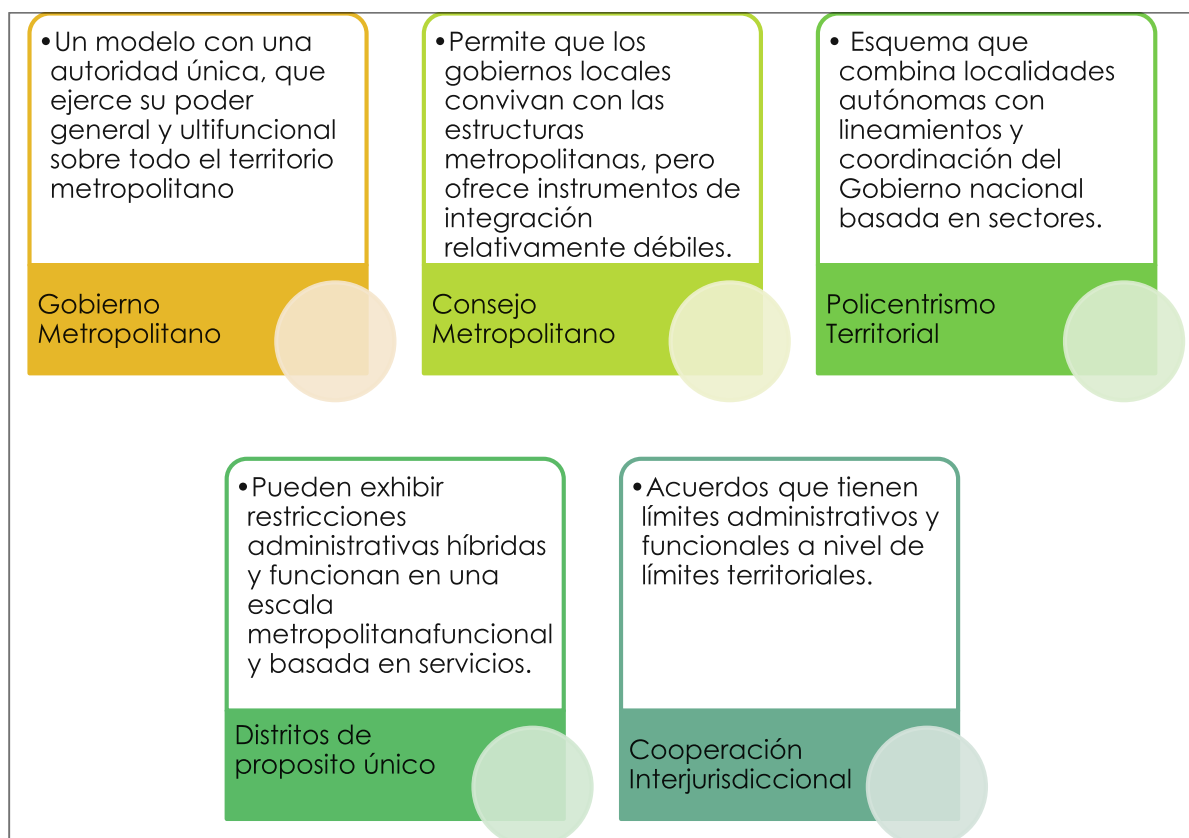 •Un modelo con una
autoridad única, que
ejerce su poder
general y ultifuncional
sobre todo el territorio
metropolitano
Gobierno
Metropolitano
•Permite que los
gobiernos locales
convivan con las
estructuras
metropolitanas, pero
ofrece instrumentos de
integración
relativamente débiles.
Consejo
Metropolitano
• Esquema que
combina localidades
autónomas con
lineamientos y
coordinación del
Gobierno nacional
basada en sectores.
Policentrismo
Territorial
•Pueden exhibir
restricciones
administrativas híbridas
y funcionan en una
escala
metropolitanafuncional
y basada en servicios.
Distritos de
proposito único
•Acuerdos que tienen
límites administrativos y
funcionales a nivel de
límites territoriales.
Cooperación
Interjurisdiccional